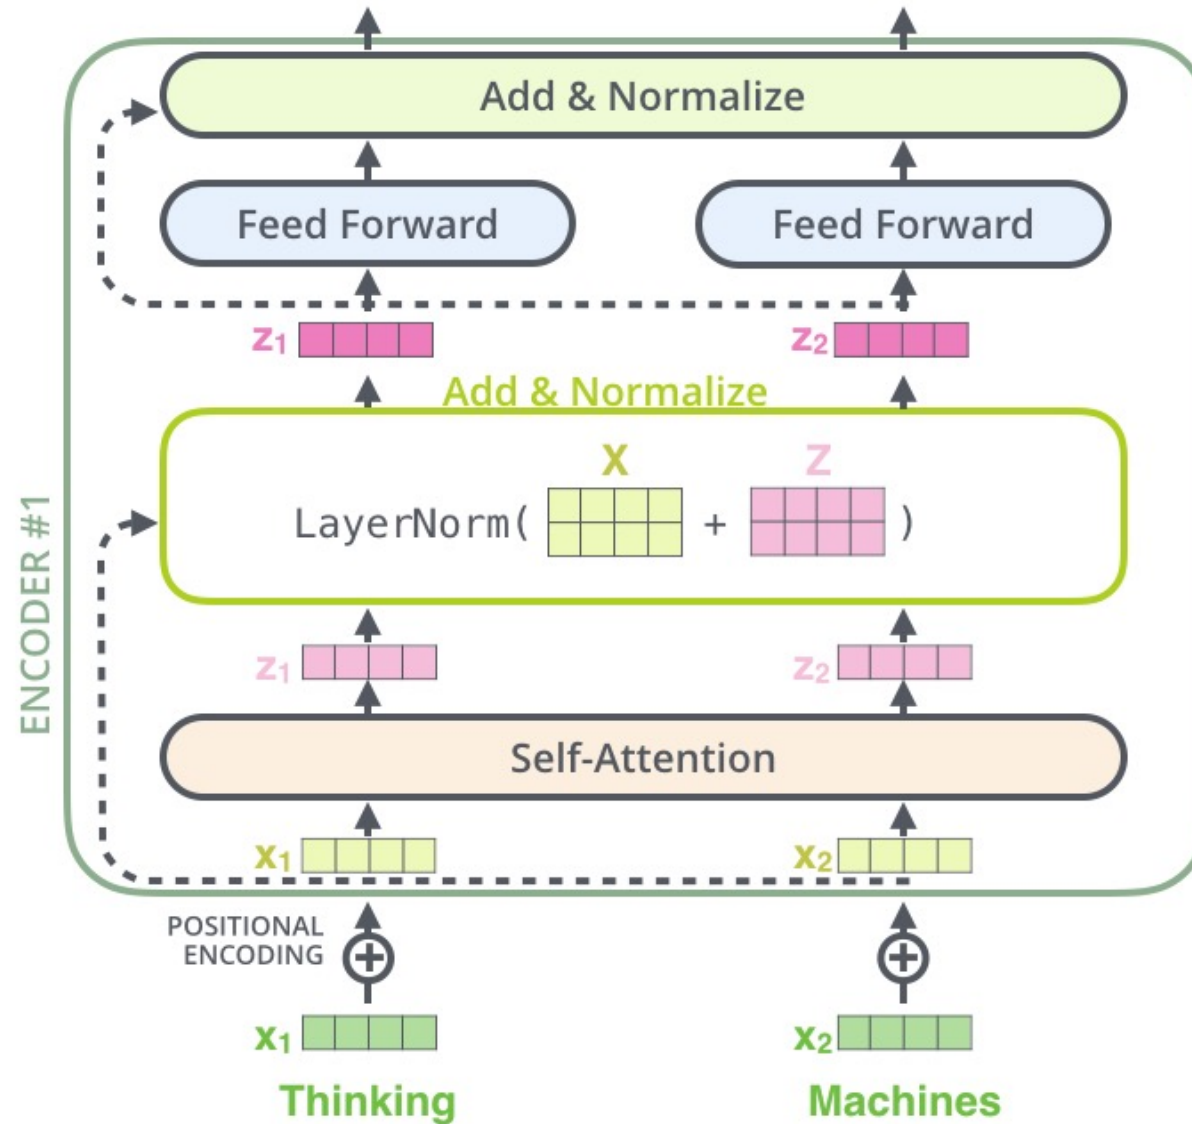 Add & Normalize
Feed Forward
Feed Forward
z1
z2
Add & Normalize
X
Z
LayerNorm( + )
ENCODER #1
z1
z2
Self-Attention
x1
x2
POSITIONAL
ENCODING
+
+
x1
x2
Thinking
Machines